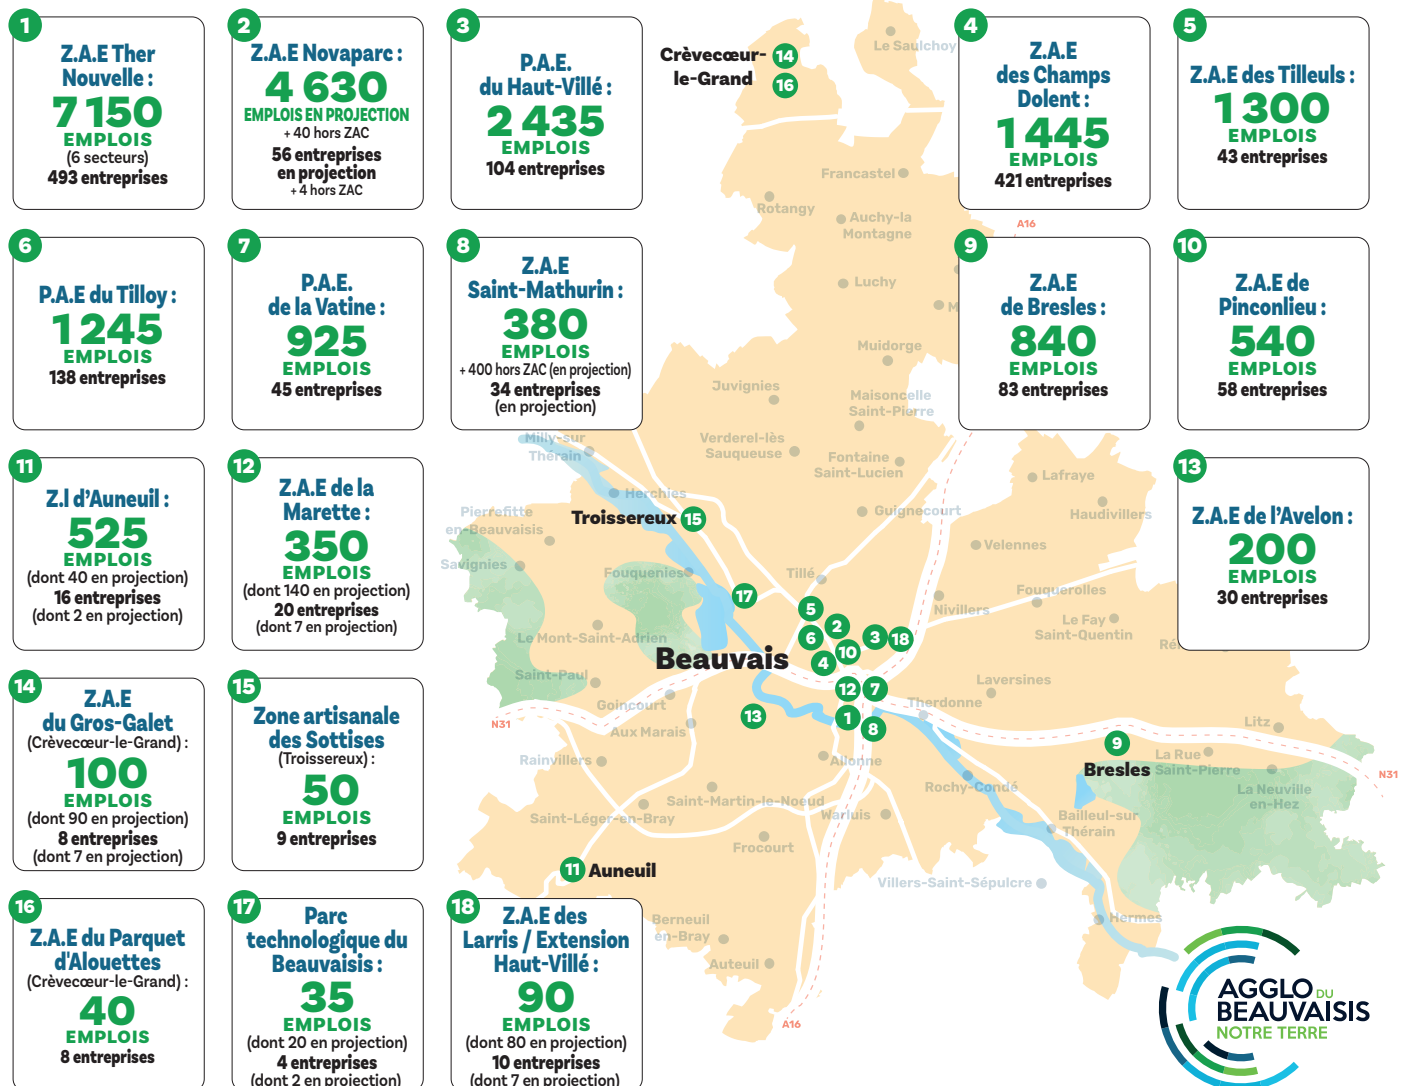 1
Z.A.E Ther
Nouvelle :
7 150
EMPLOIS
(6 secteurs)
493 entreprises
2
Z.A.E Novaparc :
4 630
EMPLOIS EN PROJECTION
+ 40 hors ZAC
56 entreprises
en projection
+ 4 hors ZAC
3
P.A.E.
du Haut-Villé :
2 435
EMPLOIS
104 entreprises
4
Z.A.E
des Champs
Dolent :
1 445
EMPLOIS
421 entreprises
5
Z.A.E des Tilleuls :
1 300
EMPLOIS
43 entreprises
6
P.A.E du Tilloy :
1 245
EMPLOIS
138 entreprises
7
P.A.E.
de la Vatine :
925
EMPLOIS
45 entreprises
8
Z.A.E
Saint-Mathurin :
380
EMPLOIS
+ 400 hors ZAC (en projection)
34 entreprises
(en projection)
9
Z.A.E
de Bresles :
840
EMPLOIS
83 entreprises
10
Z.A.E de
Pinconlieu :
540
EMPLOIS
58 entreprises
11
Z.I d'Auneuil :
525
EMPLOIS
(dont 40 en projection)
16 entreprises
(dont 2 en projection)
12
Z.A.E de la
Marette :
350
EMPLOIS
(dont 140 en projection)
20 entreprises
(dont 7 en projection)
13
Z.A.E de l'Avelon :
200
EMPLOIS
30 entreprises
14
Z.A.E
du Gros-Galet
(Crèvecœur-le-Grand) :
100
EMPLOIS
(dont 90 en projection)
8 entreprises
(dont 7 en projection)
15
Zone artisanale
des Sottises
(Troissereux) :
50
EMPLOIS
9 entreprises
16
Z.A.E du Parquet
d'Alouettes
(Crèvecœur-le-Grand) :
40
EMPLOIS
8 entreprises
17
Parc
technologique du
Beauvaisis :
35
EMPLOIS
(dont 20 en projection)
4 entreprises
(dont 2 en projection)
18
Z.A.E des
Larris / Extension
Haut-Villé :
90
EMPLOIS
(dont 80 en projection)
10 entreprises
(dont 7 en projection)
Crèvecœur-
le-Grand
14
16
Le Saulchoy
Francastel
Rotangy
Auchy-la
Montagne
A16
Luchy
M
Muidorge
Juvignies
Maisoncelle
Saint-Pierre
Milly-sur
Thérain
Verderel-lès
Sauqueuse
Fontaine
Saint-Lucien
Lafraye
Herchies
Haudivillers
Pierrefitte
en-Beauvaisis
Troissereux
15
Guignecourt
Velennes
Savignies
Fouquenies
Tillé
Fouquerolles
17
5
Nivillers
2
Le Fay
Saint-Quentin
Le Mont-Saint-Adrien
6
3
18
Ré
10
Beauvais
4
Saint-Paul
12
7
Laversines
Goincourt
Therdonne
N31
13
1
Litz
Aux Marais
8
9
Bresles
Rainvillers
Allonne
La Rue
Saint-Pierre
N31
Rochy-Condé
La Neuville
en-Hez
Saint-Martin-le-Noeud
Saint-Léger-en-Bray
Warluis
Bailleul-sur
Thérain
Frocourt
11
Auneuil
Villers-Saint-Sépulcre
Berneuil
en-Bray
Hermes
Auteuil
A16
AGGLO DU
BEAUVAISIS
NOTRE TERRE